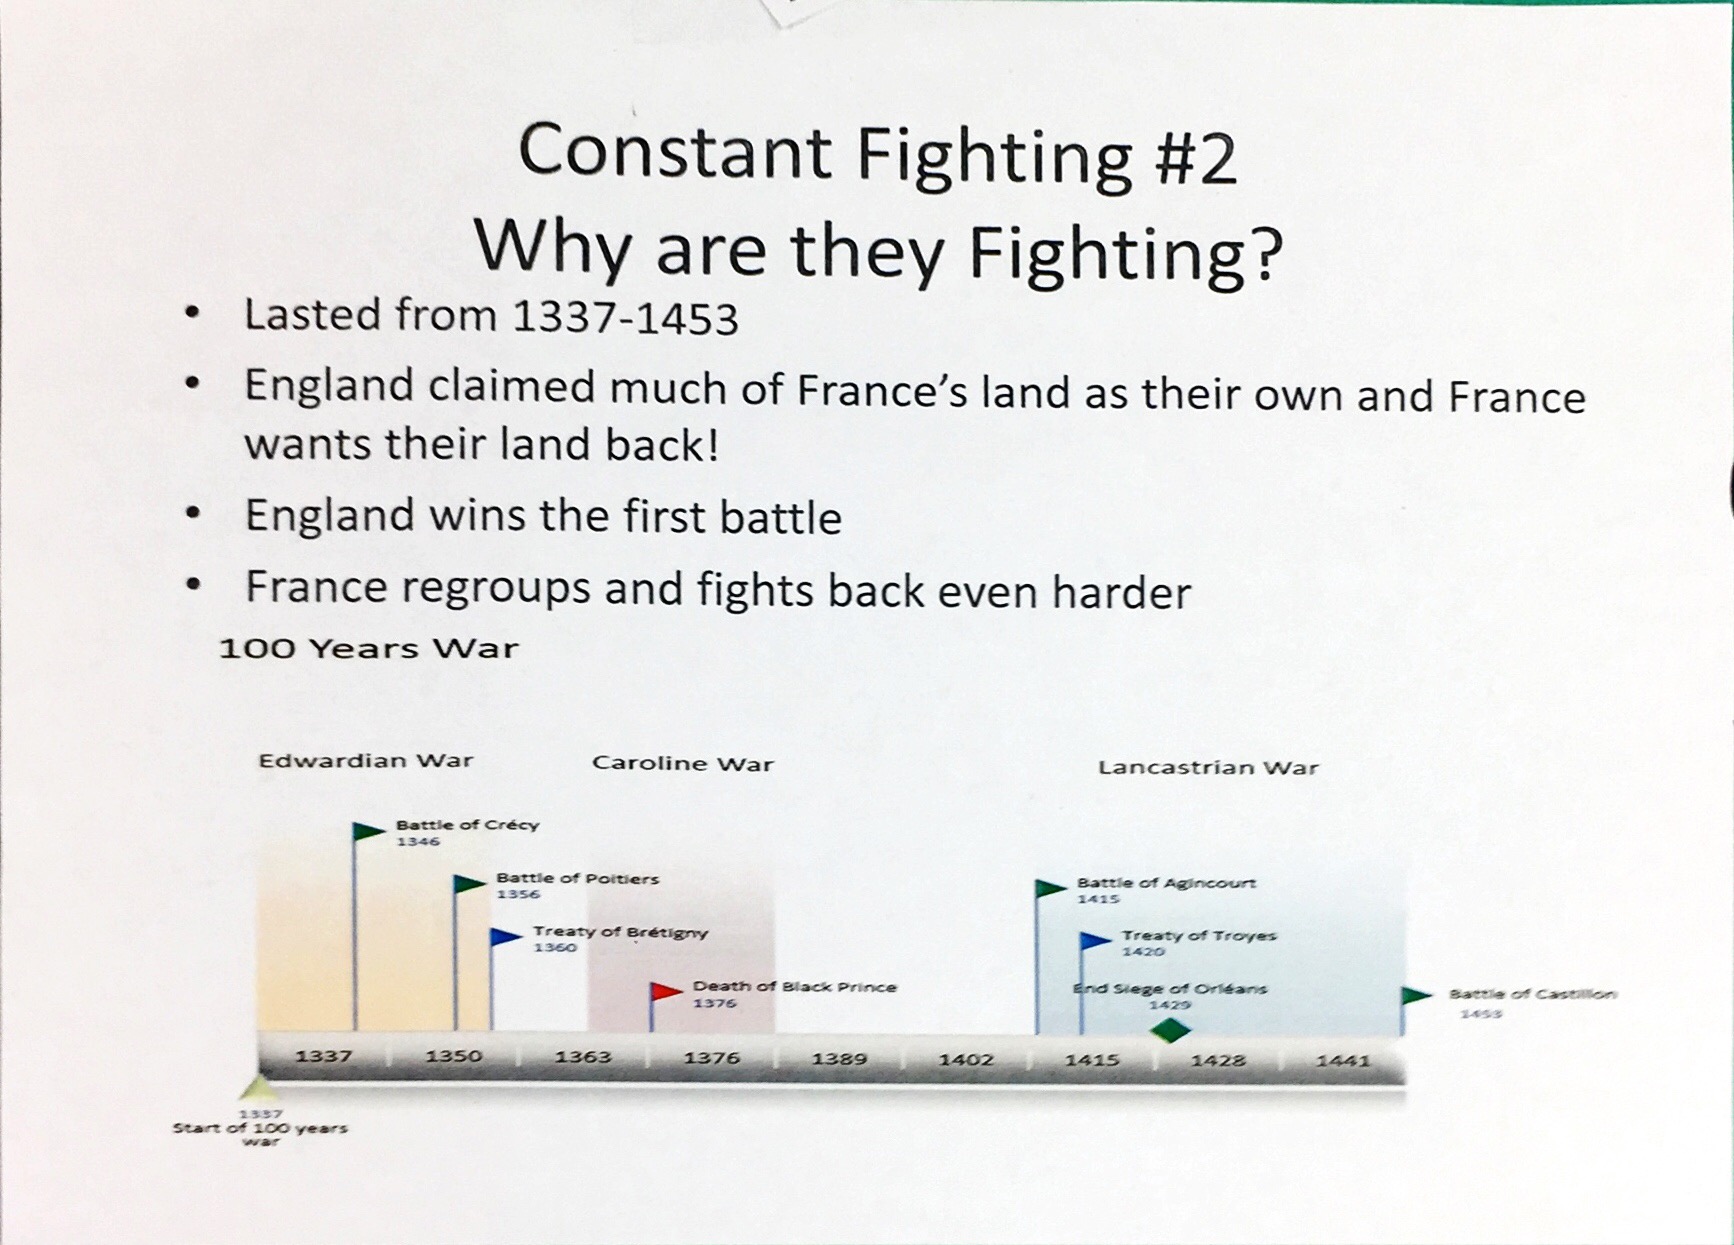 Constant Fighting #2
Why are they Fighting?
• Lasted from 1337-1453
• England claimed much of France's land as their own and France
wants their land back!
• England wins the first battle
• France regroups and fights back even harder
100 Years War
Edwardian War
Caroline War
Lancastrian War
Battle of Crécy
1346
Battle of Poitiers
1356
Treaty of Brétigny
1360
Death of Black Prince
1376
Battle of Agincourt
1415
Treaty of Troyes
1420
End Siege of Orléans
1429
Battle of Castillon
1453
1337 1350 1363 1376 1389 1402 1415 1428 1441
1337
Start of 100 years
war